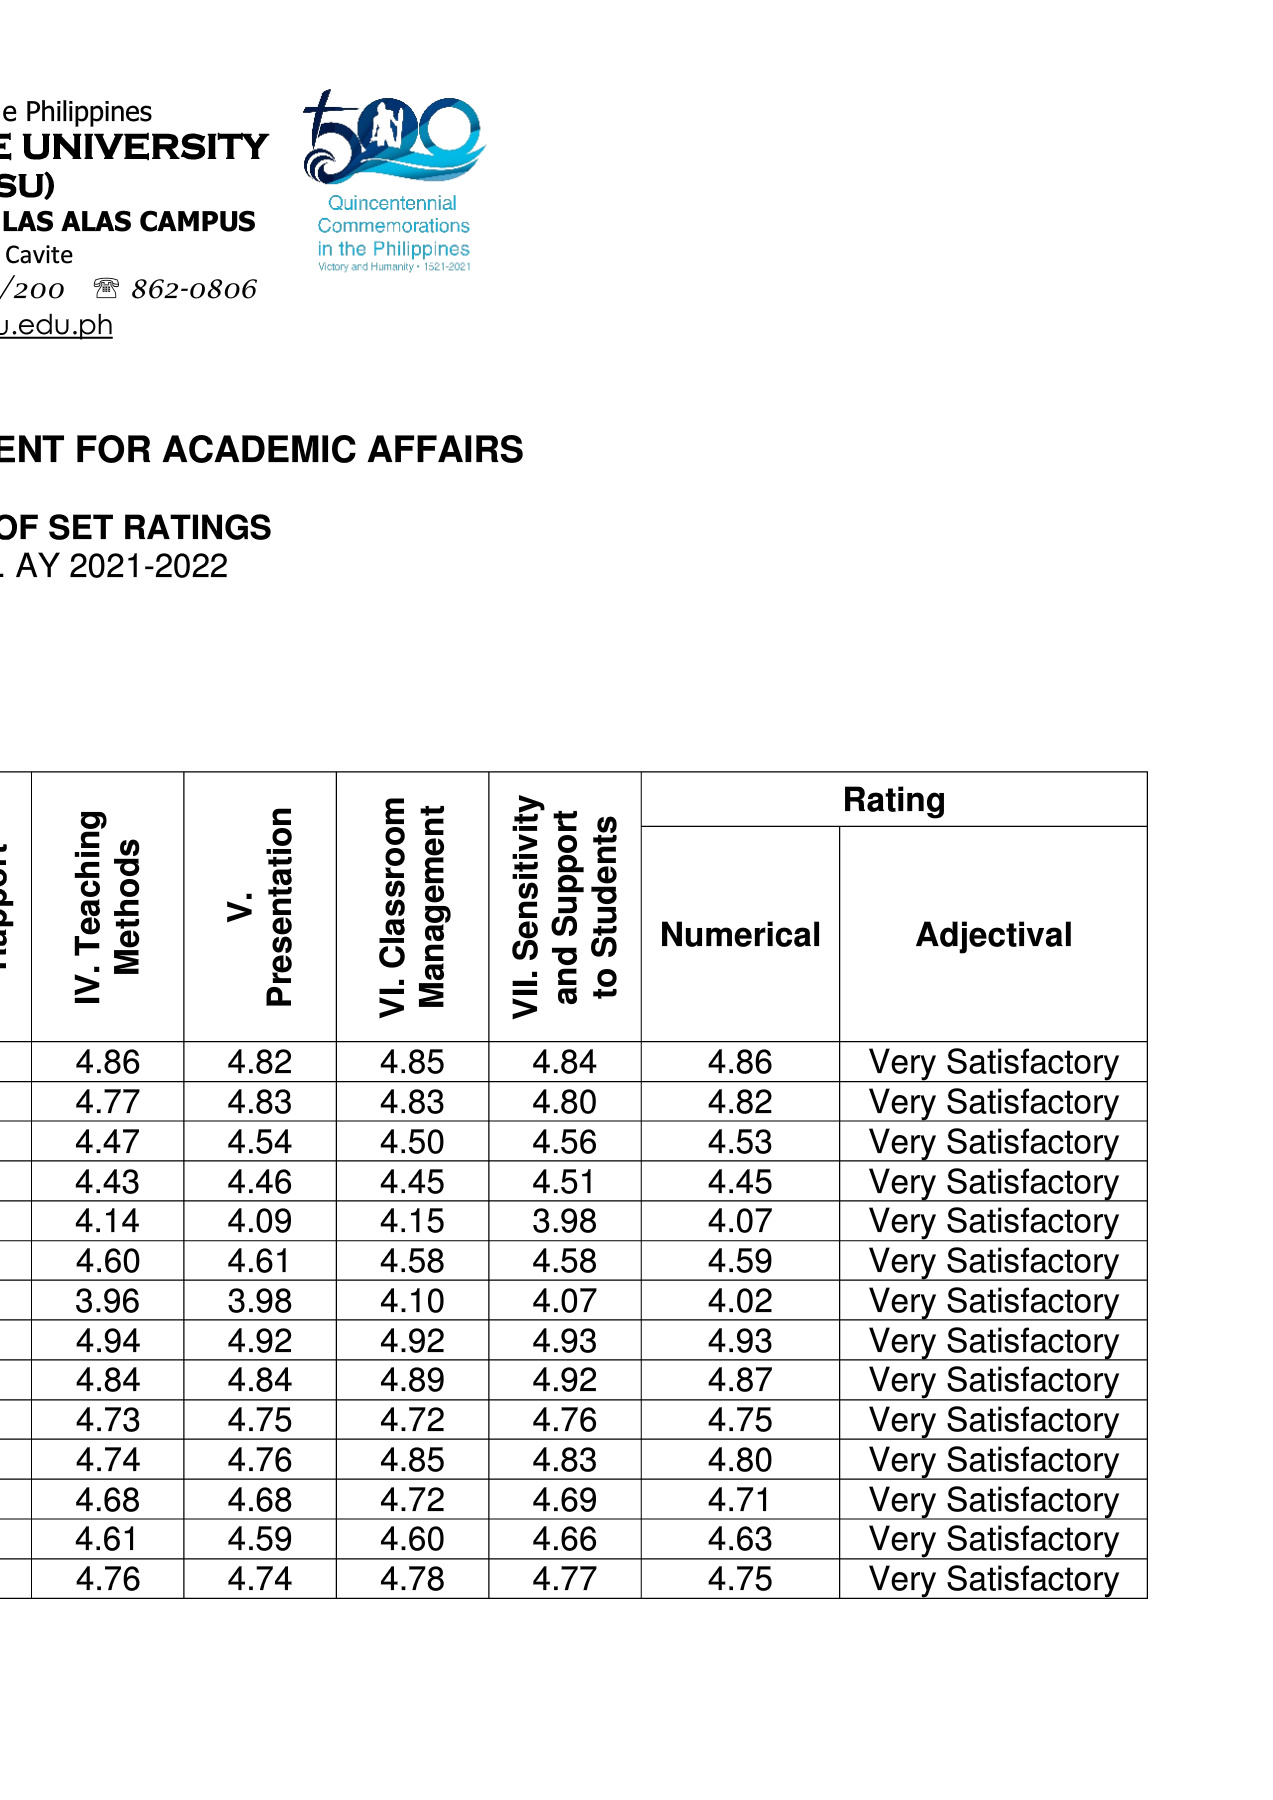 e Philippines
E UNIVERSITY
SU)
LAS ALAS CAMPUS
Cavite
/200 ☏ 862-0806
u.edu.ph
500
Quincentennial
Commemorations
in the Philippines
Victory and Humanity • 1521-2021
ENT FOR ACADEMIC AFFAIRS
OF SET RATINGS
. AY 2021-2022
Rapport
IV. Teaching
Methods
V.
Presentation
VI. Classroom
Management
VII. Sensitivity
and Support
to Students
Rating
Numerical Adjectival
4.86 4.82 4.85 4.84 4.86 Very Satisfactory
4.77 4.83 4.83 4.80 4.82 Very Satisfactory
4.47 4.54 4.50 4.56 4.53 Very Satisfactory
4.43 4.46 4.45 4.51 4.45 Very Satisfactory
4.14 4.09 4.15 3.98 4.07 Very Satisfactory
4.60 4.61 4.58 4.58 4.59 Very Satisfactory
3.96 3.98 4.10 4.07 4.02 Very Satisfactory
4.94 4.92 4.92 4.93 4.93 Very Satisfactory
4.84 4.84 4.89 4.92 4.87 Very Satisfactory
4.73 4.75 4.72 4.76 4.75 Very Satisfactory
4.74 4.76 4.85 4.83 4.80 Very Satisfactory
4.68 4.68 4.72 4.69 4.71 Very Satisfactory
4.61 4.59 4.60 4.66 4.63 Very Satisfactory
4.76 4.74 4.78 4.77 4.75 Very Satisfactory